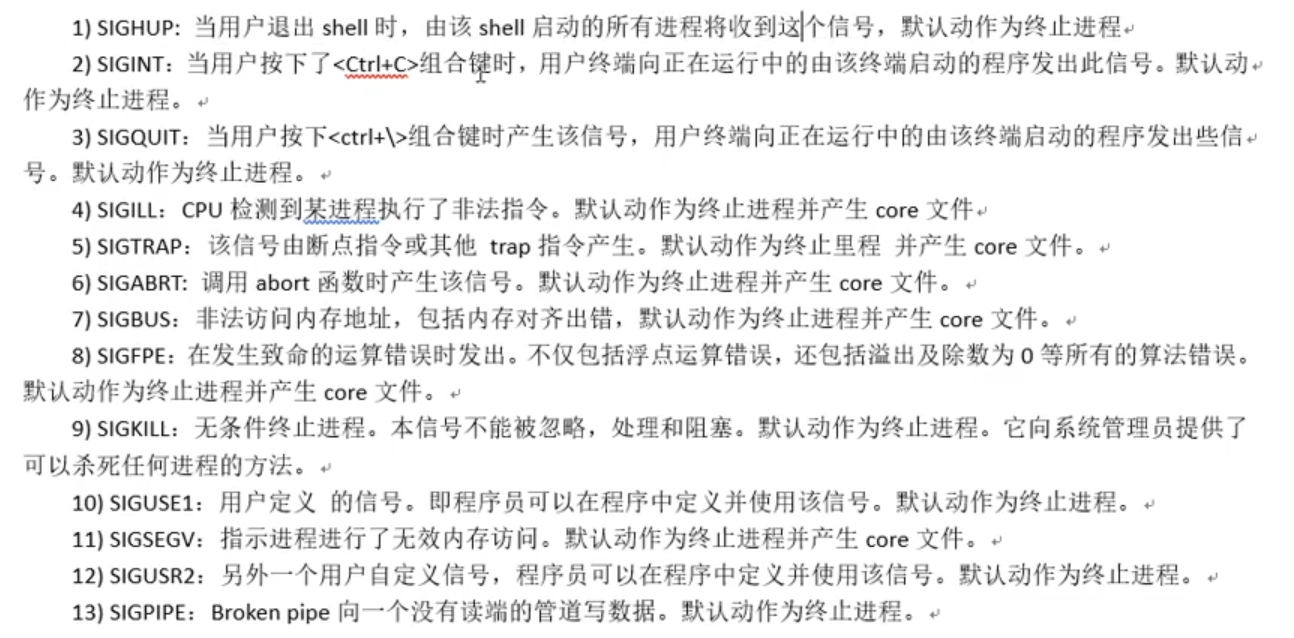 1) SIGHUP: 当用户退出 shell 时，由该 shell 启动的所有进程将收到这个信号，默认动作为终止进程
2) SIGINT：当用户按下了<Ctrl+C>组合键时，用户终端向正在运行中的由该终端启动的程序发出此信号。默认动
作为终止进程。
3) SIGQUIT：当用户按下<ctrl+\>组合键时产生该信号，用户终端向正在运行中的由该终端启动的程序发出些信
号。默认动作为终止进程。
4) SIGILL：CPU 检测到某进程执行了非法指令。默认动作为终止进程并产生 core 文件
5) SIGTRAP：该信号由断点指令或其他 trap 指令产生。默认动作为终止里程 并产生 core 文件。
6) SIGABRT: 调用 abort 函数时产生该信号。默认动作为终止进程并产生 core 文件。
7) SIGBUS：非法访问内存地址，包括内存对齐出错，默认动作为终止进程并产生 core 文件。
8) SIGFPE：在发生致命的运算错误时发出。不仅包括浮点运算错误，还包括溢出及除数为 0 等所有的算法错误。
默认动作为终止进程并产生 core 文件。
9) SIGKILL：无条件终止进程。本信号不能被忽略，处理和阻塞。默认动作为终止进程。它向系统管理员提供了
可以杀死任何进程的方法。
10) SIGUSE1：用户定义 的信号。即程序员可以在程序中定义并使用该信号。默认动作为终止进程。
11) SIGSEGV：指示进程进行了无效内存访问。默认动作为终止进程并产生 core 文件。
12) SIGUSR2：另外一个用户自定义信号，程序员可以在程序中定义并使用该信号。默认动作为终止进程。
13) SIGPIPE：Broken pipe 向一个没有读端的管道写数据。默认动作为终止进程。